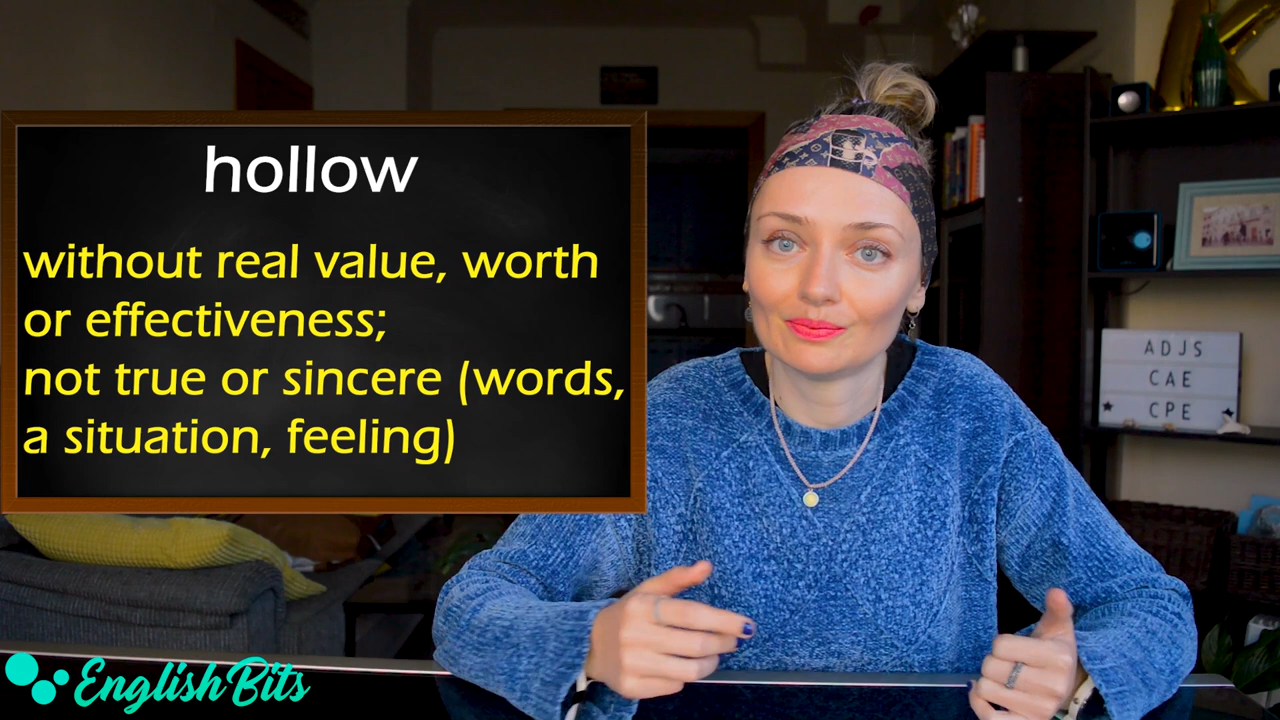 hollow
without real value, worth
or effectiveness;
not true or sincere (words,
a situation, feeling)
ADJS
CAE
CPE
EnglishBits